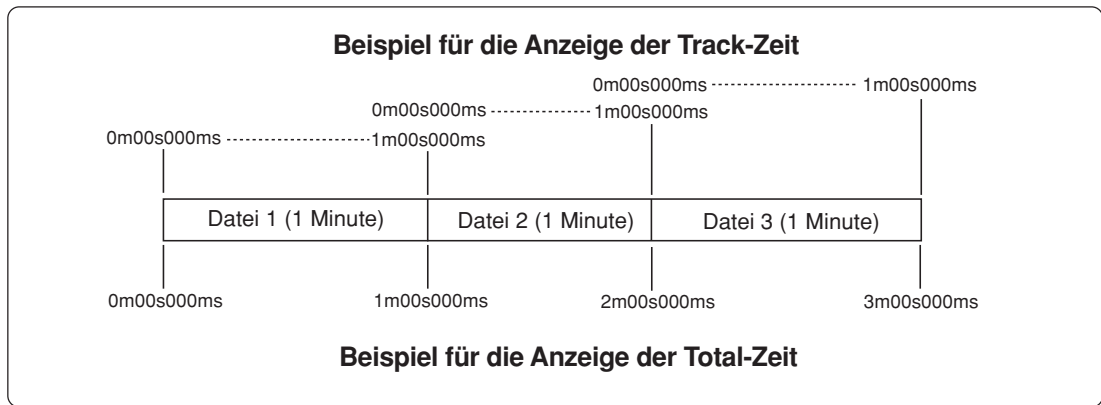 Beispiel für die Anzeige der Track-Zeit
0m00s000ms ---------------- 1m00s000ms
0m00s000ms ---------- 1m00s000ms
0m00s000ms ---------------- 1m00s000ms
Datei 1 (1 Minute) Datei 2 (1 Minute) Datei 3 (1 Minute)
0m00s000ms 1m00s000ms 2m00s000ms 3m00s000ms
Beispiel für die Anzeige der Total-Zeit